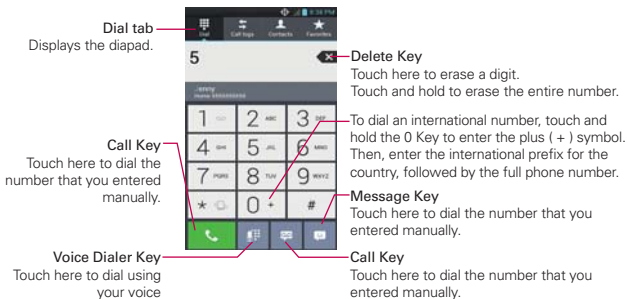 Dial tab
Displays the diapad.
Call Key
Touch here to dial the
number that you entered
manually.
Voice Dialer Key
Touch here to dial using
your voice
Dial
Call logs
Contacts
Favorites
5
Jenny
Home
1
2 ABC
3 DEF
4 GHI
5 JKL
6 MNO
7 PQRS
8 TUV
9 WXYZ
*
0 +
#
Delete Key
Touch here to erase a digit.
Touch and hold to erase the entire number.
To dial an international number, touch and
hold the 0 Key to enter the plus ( + ) symbol.
Then, enter the international prefix for the
country, followed by the full phone number.
Message Key
Touch here to dial the number that you
entered manually.
Call Key
Touch here to dial the number that you
entered manually.